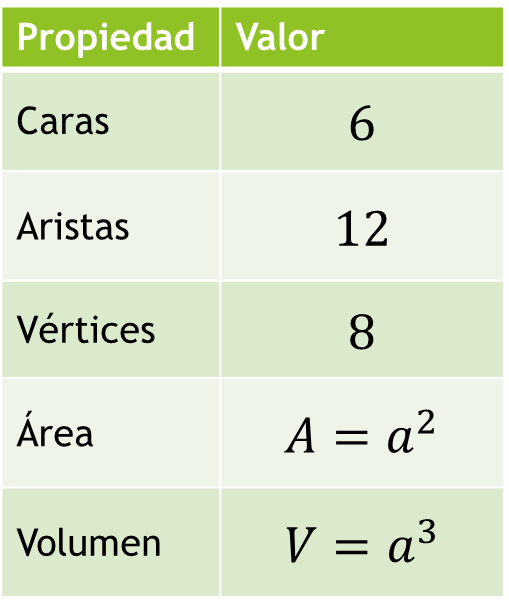 Propiedad Valor
Caras 6
Aristas 12
Vértices 8
Área A = a²
Volumen V = a³